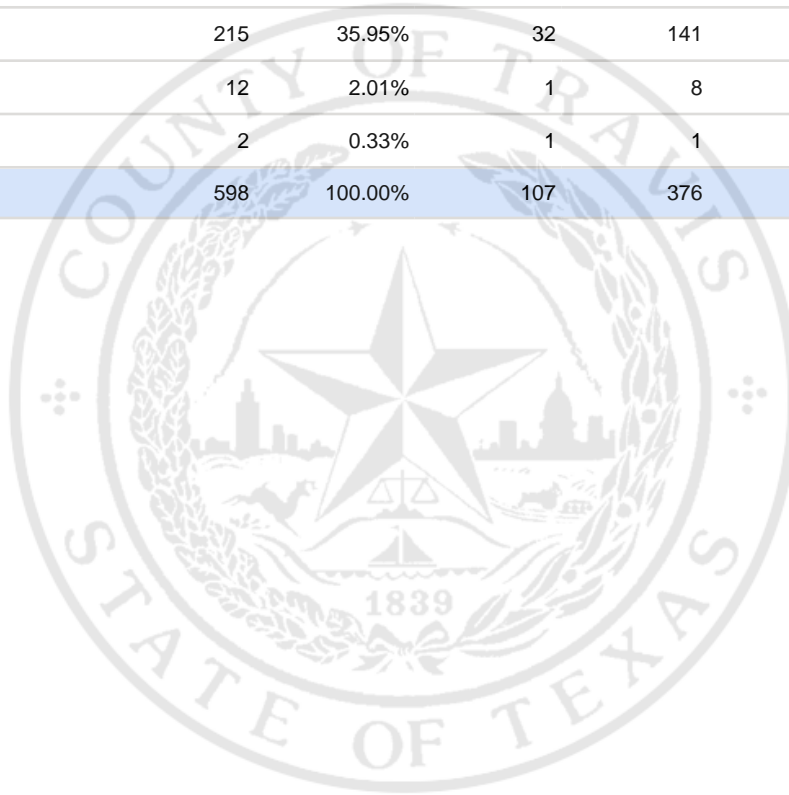 215 35.95% 32 141
12 2.01% 1 8
2 0.33% 1 1
598 100.00% 107 376
COUNTY OF TRAVIS
1839
STATE OF TEXAS